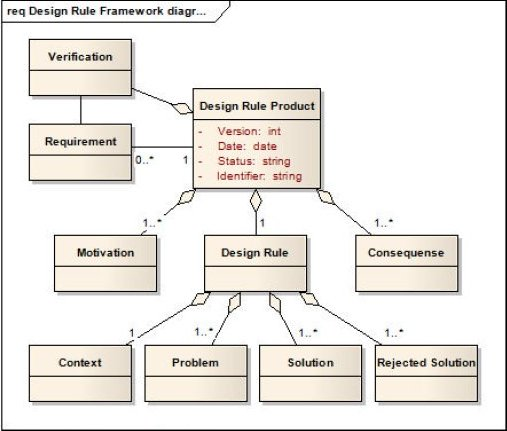 req Design Rule Framework diagr...
Verification
Design Rule Product
- Version: int
- Date: date
- Status: string
- Identifier: string
Requirement
0..*
1
1..*
1
1..*
Motivation
Design Rule
Consequense
1
1..*
1..*
1..*
Context
Problem
Solution
Rejected Solution